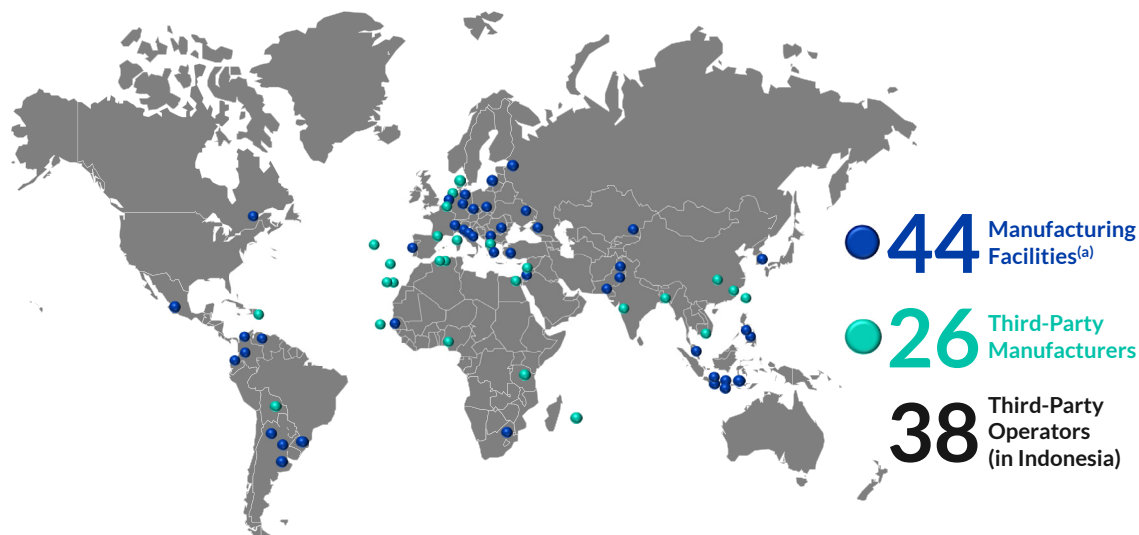 44
Manufacturing
Facilities(a)
26
Third-Party
Manufacturers
38
Third-Party
Operators
(in Indonesia)